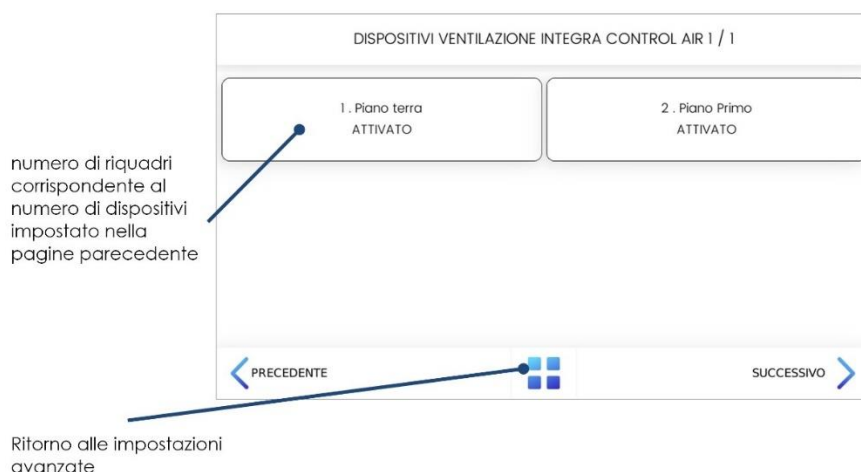 DISPOSITIVI VENTILAZIONE INTEGRA CONTROL AIR 1 / 1
1 . Piano terra
ATTIVATO
2 . Piano Primo
ATTIVATO
numero di riquadri
corrispondente al
numero di dispositivi
impostato nella
pagine parecedente
PRECEDENTE
SUCCESSIVO
Ritorno alle impostazioni
avanzate